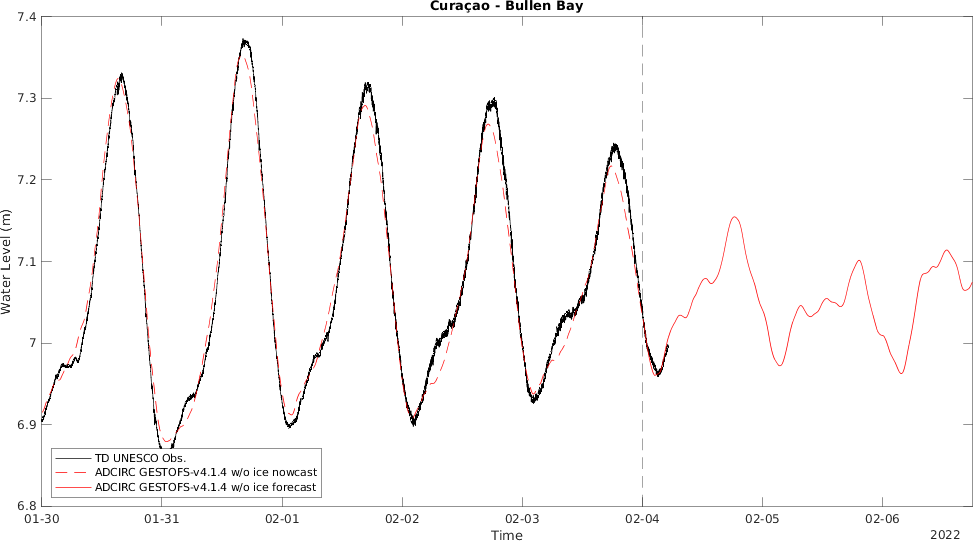 Curaçao - Bullen Bay
7.4
7.3
7.2
7.1
7
6.9
6.8
Water Level (m)
TD UNESCO Obs.
ADCIRC GESTOFS-v4.1.4 w/o ice nowcast
ADCIRC GESTOFS-v4.1.4 w/o ice forecast
01-30 01-31 02-01 02-02 02-03 02-04 02-05 02-06
Time
2022